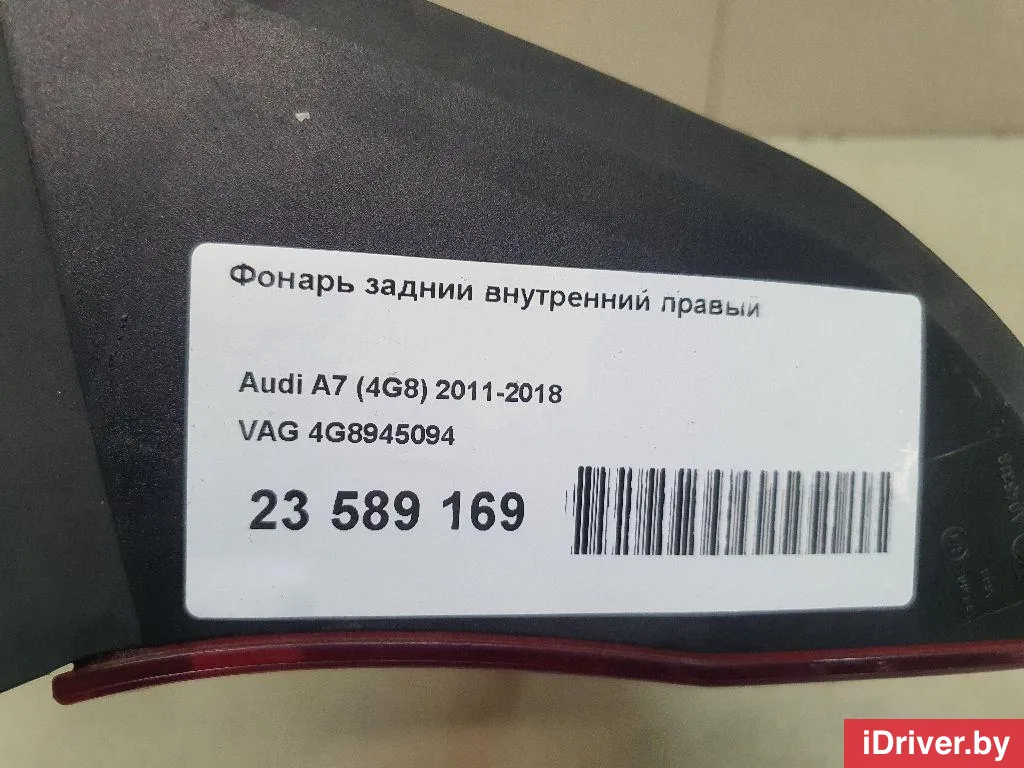 Фонарь задний внутренний правый
Audi A7 (4G8) 2011-2018
VAG 4G8945094
23 589 169
iDriver.by